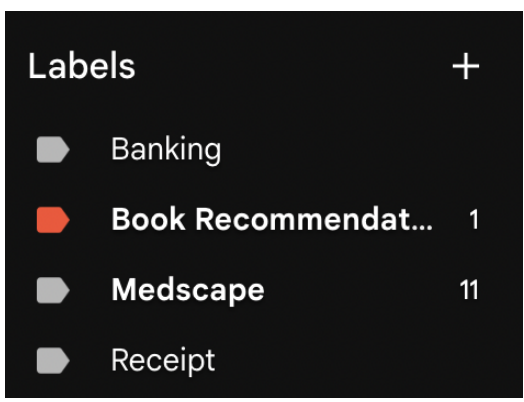 Labels +
Banking
Book Recommendat... 1
Medscape 11
Receipt